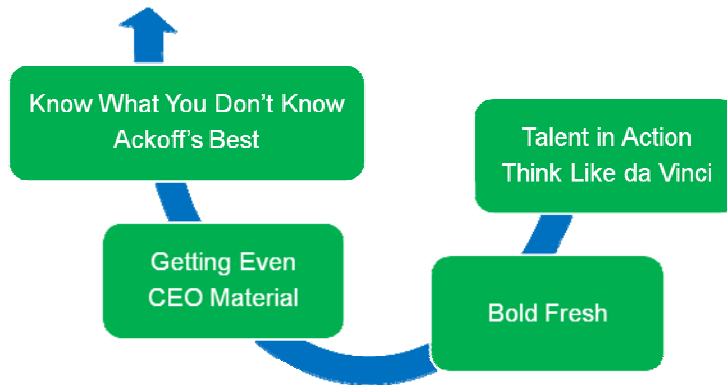 Know What You Don’t Know
Ackoff’s Best
Talent in Action
Think Like da Vinci
Getting Even
CEO Material
Bold Fresh